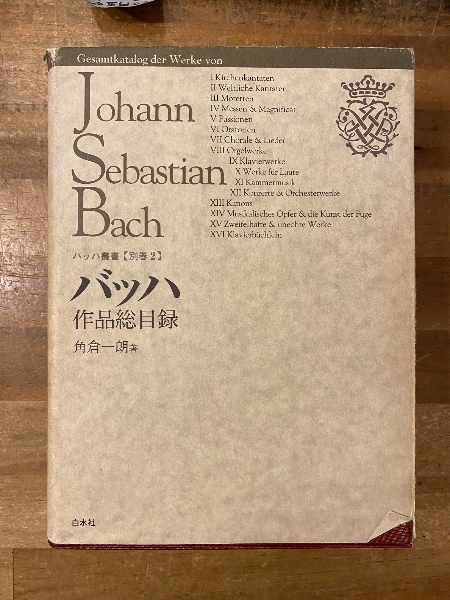 Gesamtkatalog der Werke von
Johann
Sebastian
Bach
I Kirchenkantaten
II Weltliche Kantaten
III Motetten
IV Messen & Magnificat
V Passionen
VI Oratorien
VII Choräle & Lieder
VIII Orgelwerke
IX Klavierwerke
X Werke für Laute
XI Kammermusik
XII Konzerte & Orchesterwerke
XIII Kanons
XIV Musikalisches Opfer & die Kunst der Fuge
XV Zweifelhafte & unechte Werke
XVI Klavierbüchlein
バッハ叢書【別巻2】
バッハ
作品総目録
角倉一朗著
白水社